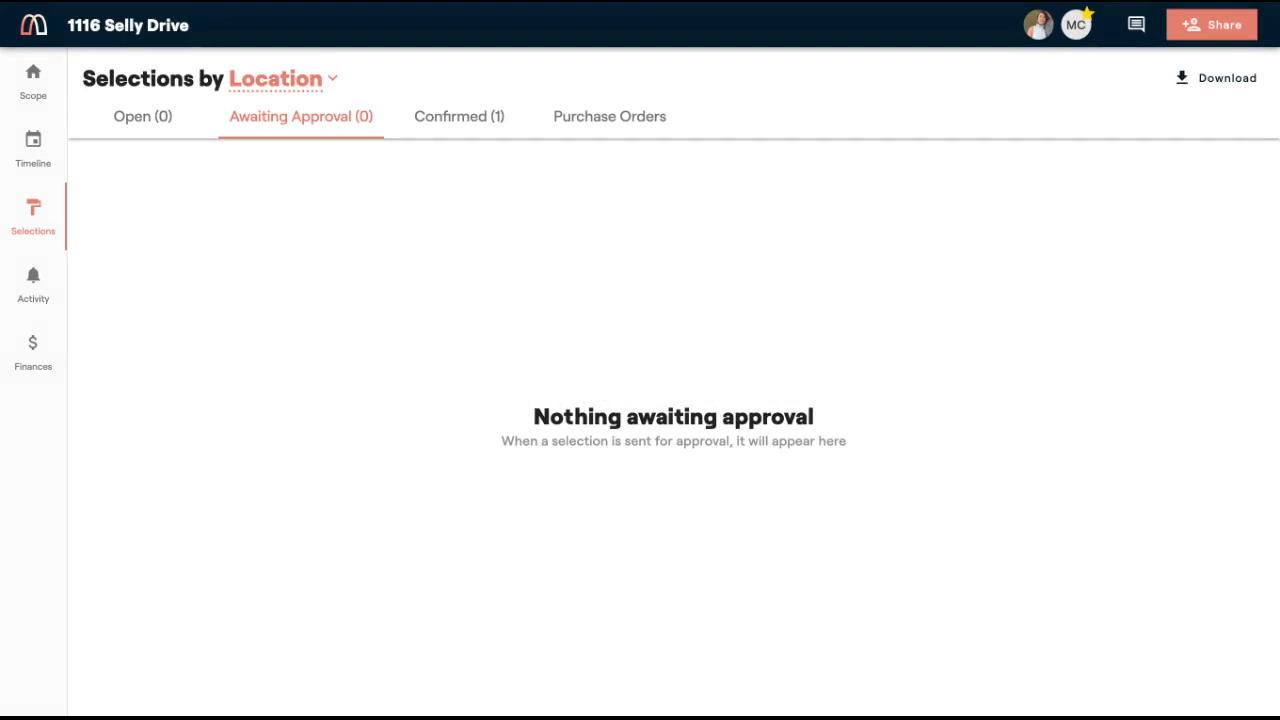 1116 Selly Drive
MC
Share
Scope
Timeline
Selections
Activity
Finances
Selections by Location
Download
Open (0)
Awaiting Approval (0)
Confirmed (1)
Purchase Orders
Nothing awaiting approval
When a selection is sent for approval, it will appear here